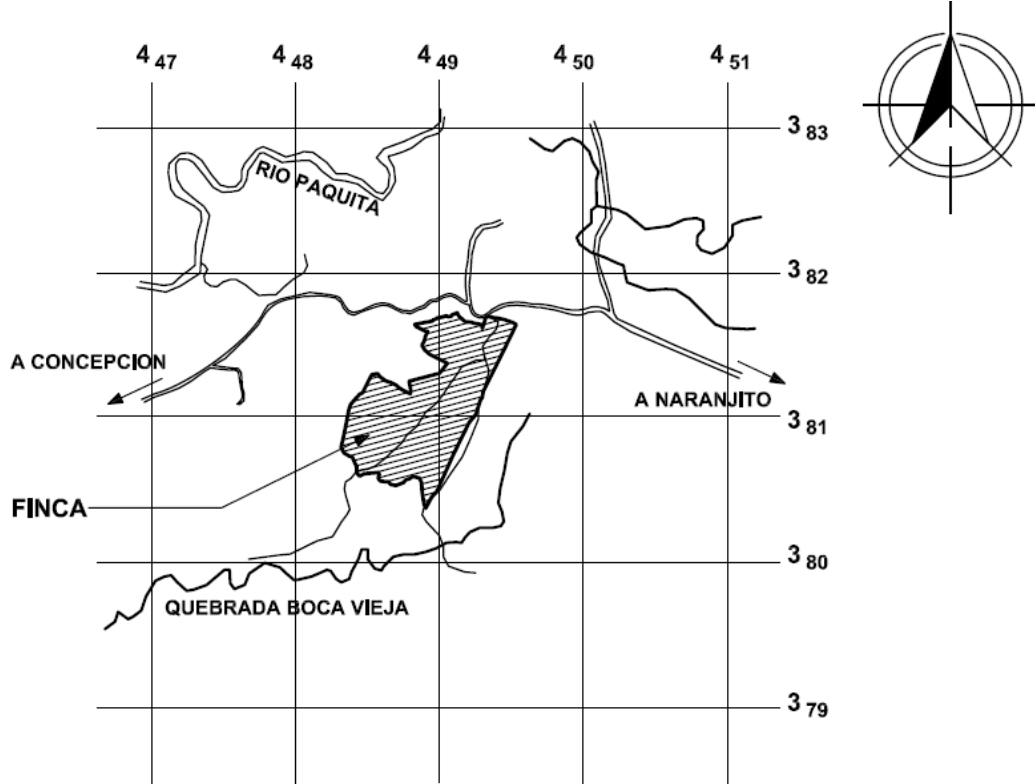 4 47 4 48 4 49 4 50 4 51
3 83
RIO PAQUITA
3 82
A CONCEPCION
A NARANJITO
3 81
FINCA
3 80
QUEBRADA BOCA VIEJA
3 79